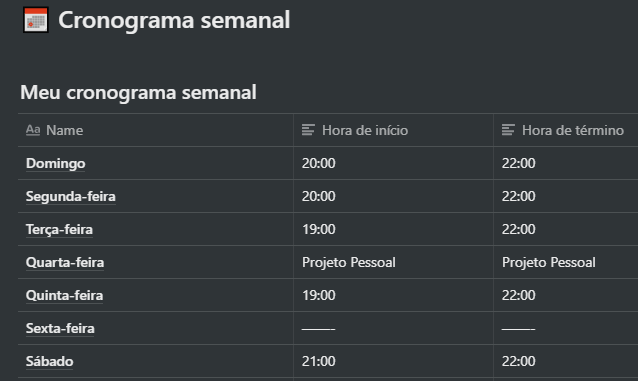 Cronograma semanal
Meu cronograma semanal
Aa Name Hora de início Hora de término
Domingo 20:00 22:00
Segunda-feira 20:00 22:00
Terça-feira 19:00 22:00
Quarta-feira Projeto Pessoal Projeto Pessoal
Quinta-feira 19:00 22:00
Sexta-feira ——- ——-
Sábado 21:00 22:00